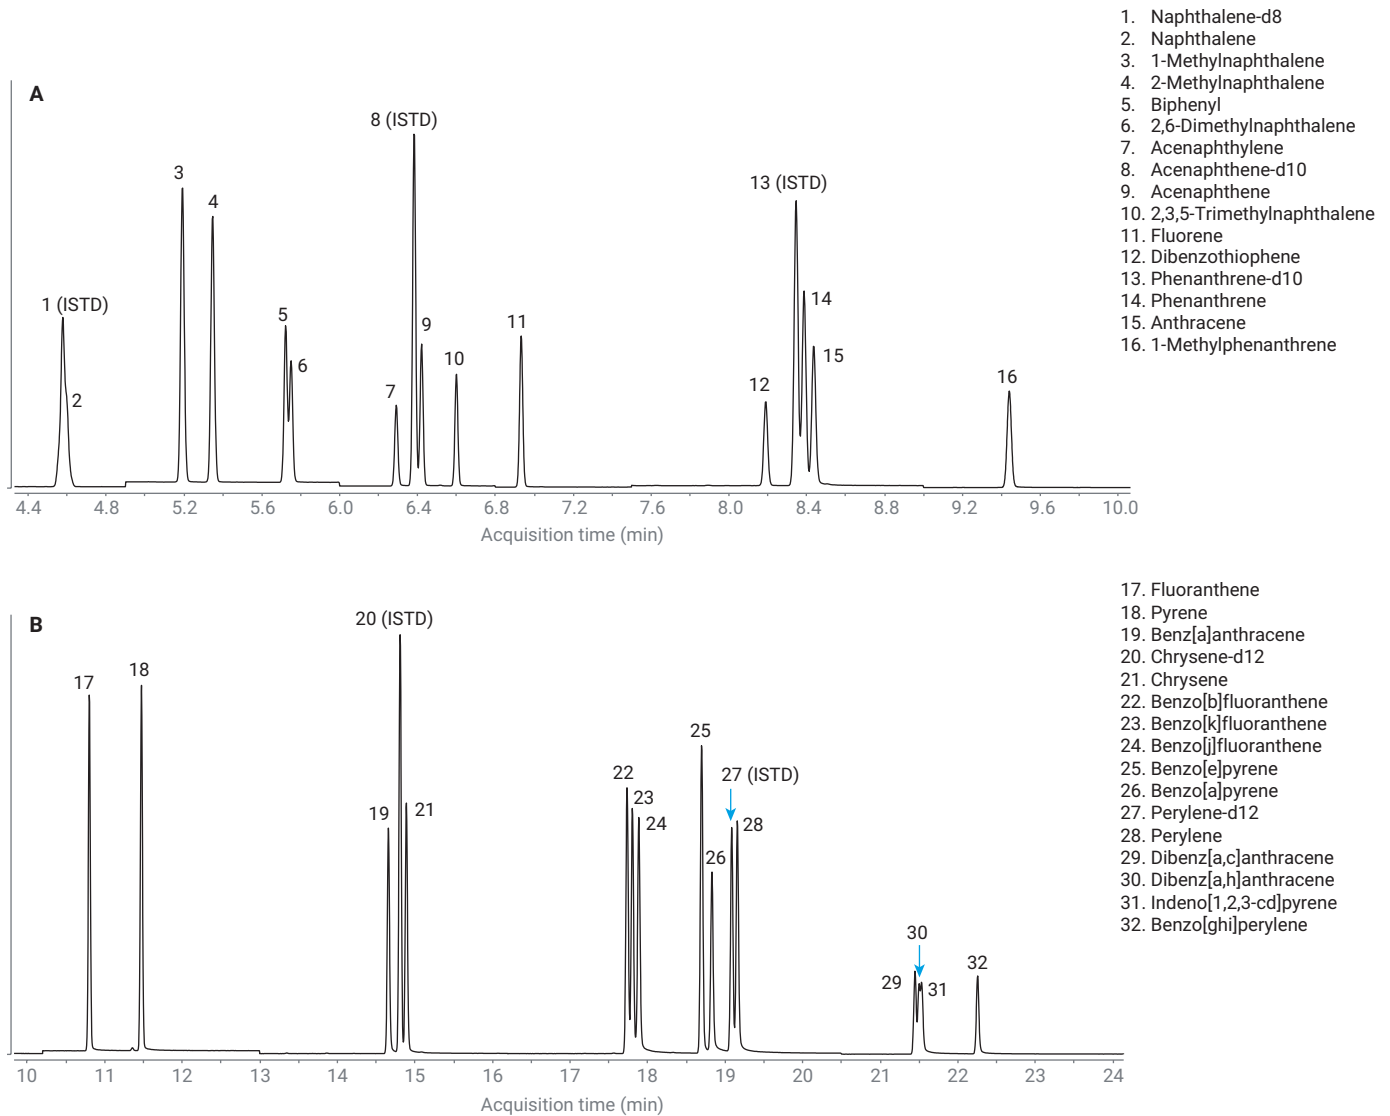 1. Naphthalene-d8
2. Naphthalene
3. 1-Methylnaphthalene
4. 2-Methylnaphthalene
5. Biphenyl
6. 2,6-Dimethylnaphthalene
7. Acenaphthylene
8. Acenaphthene-d10
9. Acenaphthene
10. 2,3,5-Trimethylnaphthalene
11. Fluorene
12. Dibenzothiophene
13. Phenanthrene-d10
14. Phenanthrene
15. Anthracene
16. 1-Methylphenanthrene
A
8 (ISTD)
3
13 (ISTD)
4
1 (ISTD)
14
5
11
9
15
10
6
16
12
7
2
4.4 4.8 5.2 5.6 6.0 6.4 6.8 7.2 7.6 8.0 8.4 8.8 9.2 9.6 10.0
Acquisition time (min)
17. Fluoranthene
18. Pyrene
19. Benz[a]anthracene
20. Chrysene-d12
21. Chrysene
22. Benzo[b]fluoranthene
23. Benzo[k]fluoranthene
24. Benzo[j]fluoranthene
25. Benzo[e]pyrene
26. Benzo[a]pyrene
27. Perylene-d12
28. Perylene
29. Dibenz[a,c]anthracene
30. Dibenz[a,h]anthracene
31. Indeno[1,2,3-cd]pyrene
32. Benzo[ghi]perylene
B
20 (ISTD)
18
17
25
22
27 (ISTD)
23
21
19
24
28
26
30
32
29
31
10 11 12 13 14 15 16 17 18 19 20 21 22 23 24
Acquisition time (min)